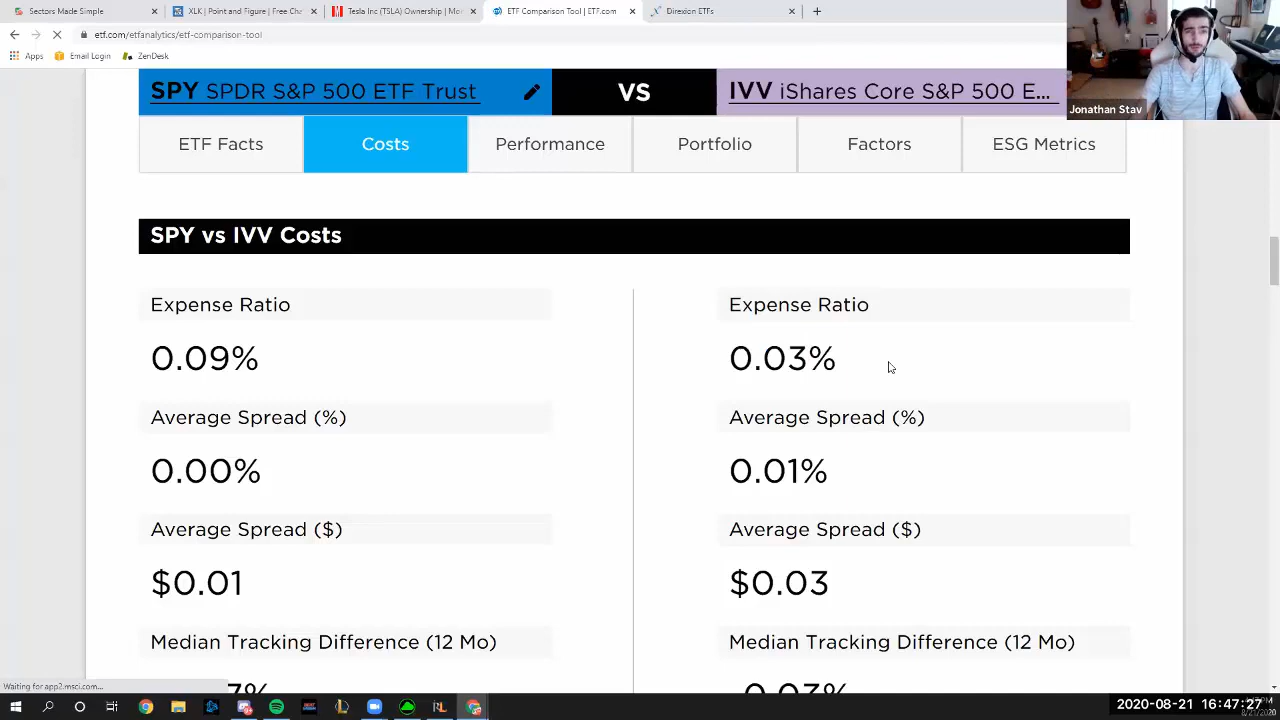 Sectors Made Simple
XLK | Point and Figure | Free Cha
Tesla Inc (TSLA) Ownership | Mo
ETF Comparison Tool | ETF.com
Direxion ETFs
etf.com/etfanalytics/etf-comparison-tool
Apps
Email Login
ZenDesk
Jonathan Stav
SPY SPDR S&P 500 ETF Trust
VS
IVV iShares Core S&P 500 E...
ETF Facts
Costs
Performance
Portfolio
Factors
ESG Metrics
SPY vs IVV Costs
Expense Ratio
Expense Ratio
0.09%
0.03%
Average Spread (%)
Average Spread (%)
0.00%
0.01%
Average Spread ($)
Average Spread ($)
$0.01
$0.03
Median Tracking Difference (12 Mo)
Median Tracking Difference (12 Mo)
Waiting for app2.msci.com...
2020-08-21 16:47:27